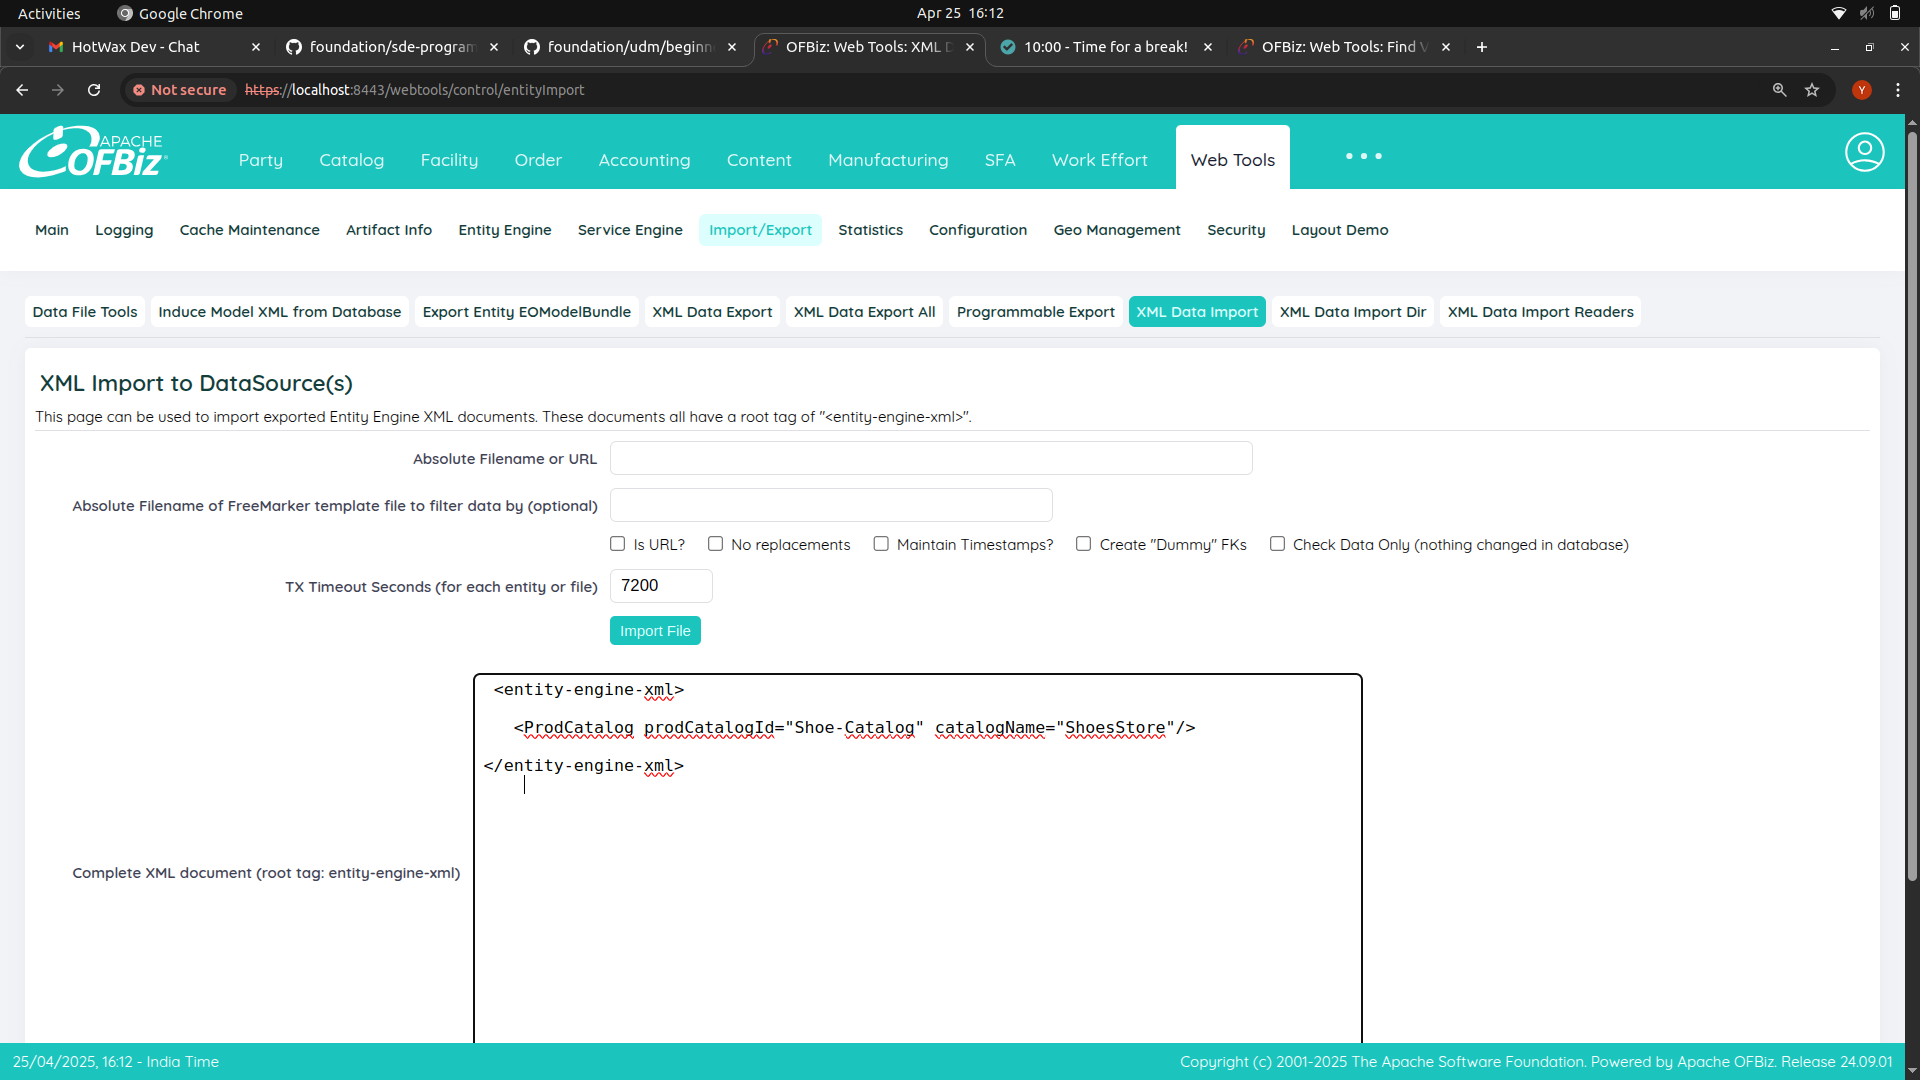 Activities Google Chrome Apr 25 16:12
HotWax Dev - Chat foundation/sde-program foundation/udm/beginn OFBiz: Web Tools: XML D 10:00 - Time for a break! OFBiz: Web Tools: Find V
Not secure https://localhost:8443/webtools/control/entityImport Y
APACHE OFBiz Party Catalog Facility Order Accounting Content Manufacturing SFA Work Effort Web Tools
Main Logging Cache Maintenance Artifact Info Entity Engine Service Engine Import/Export Statistics Configuration Geo Management Security Layout Demo
Data File Tools Induce Model XML from Database Export Entity EOModelBundle XML Data Export XML Data Export All Programmable Export XML Data Import XML Data Import Dir XML Data Import Readers
XML Import to DataSource(s)
This page can be used to import exported Entity Engine XML documents. These documents all have a root tag of "<entity-engine-xml>".
Absolute Filename or URL
Absolute Filename of FreeMarker template file to filter data by (optional)
Is URL? No replacements Maintain Timestamps? Create "Dummy" FKs Check Data Only (nothing changed in database)
TX Timeout Seconds (for each entity or file) 7200
Import File
<entity-engine-xml>
<ProdCatalog prodCatalogId="Shoe-Catalog" catalogName="ShoesStore"/>
</entity-engine-xml>
Complete XML document (root tag: entity-engine-xml)
25/04/2025, 16:12 - India Time Copyright (c) 2001-2025 The Apache Software Foundation. Powered by Apache OFBiz. Release 24.09.01